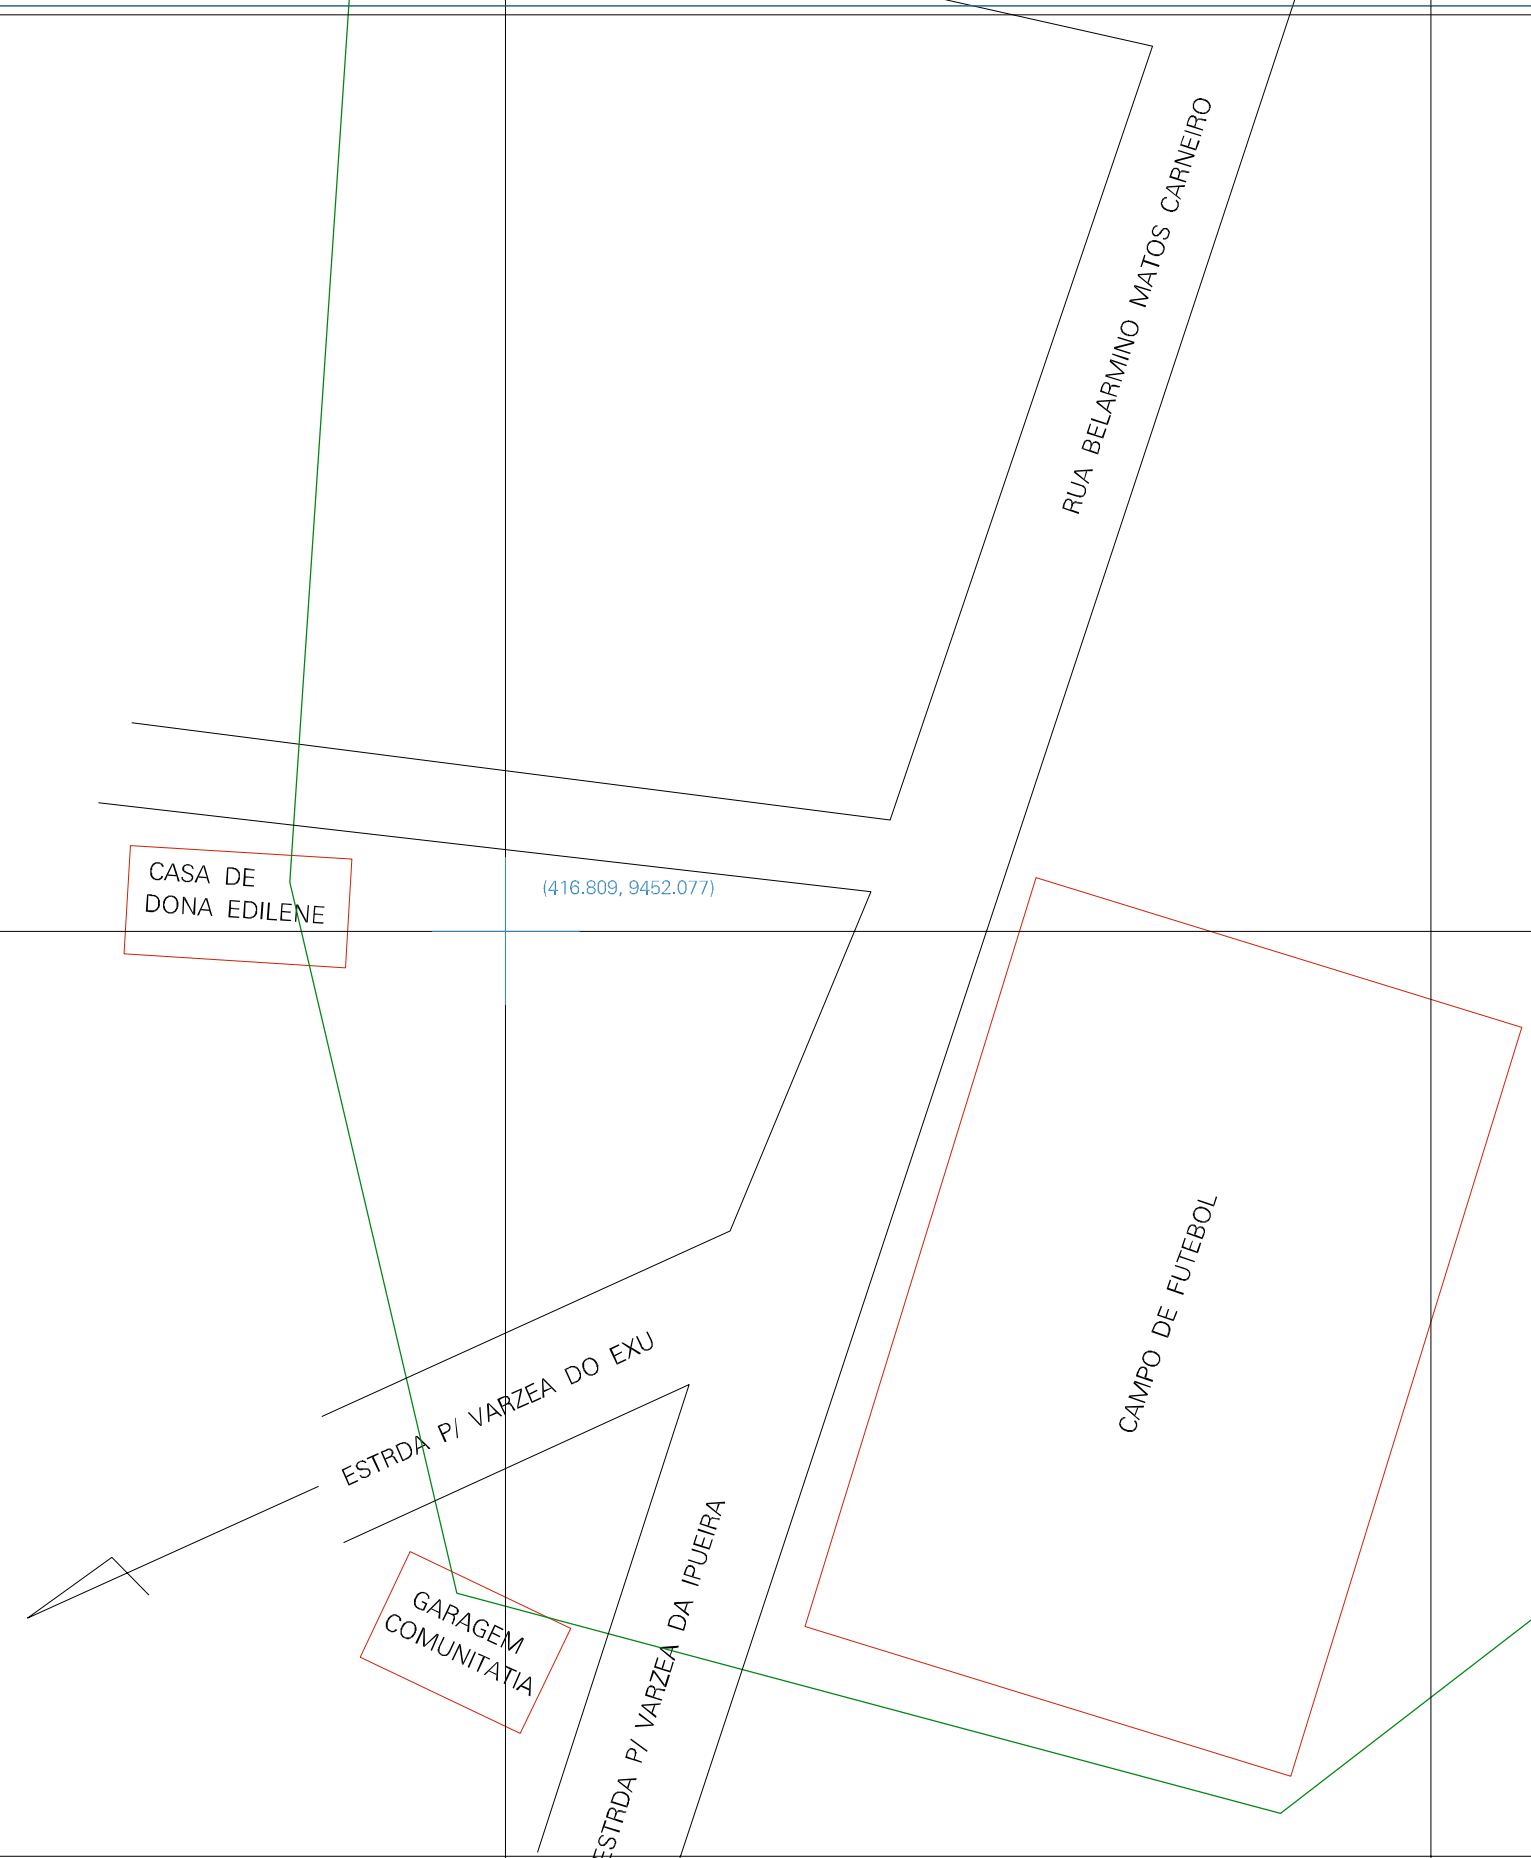 RUA BELARMINO MATOS CARNEIRO
CASA DE
DONA EDILENE
(416.809, 9452.077)
CAMPO DE FUTEBOL
ESTRDA P/ VARZEA DO EXU
ESTRDA P/ VARZEA DA IPUEIRA
GARAGEM
COMUNITATIA